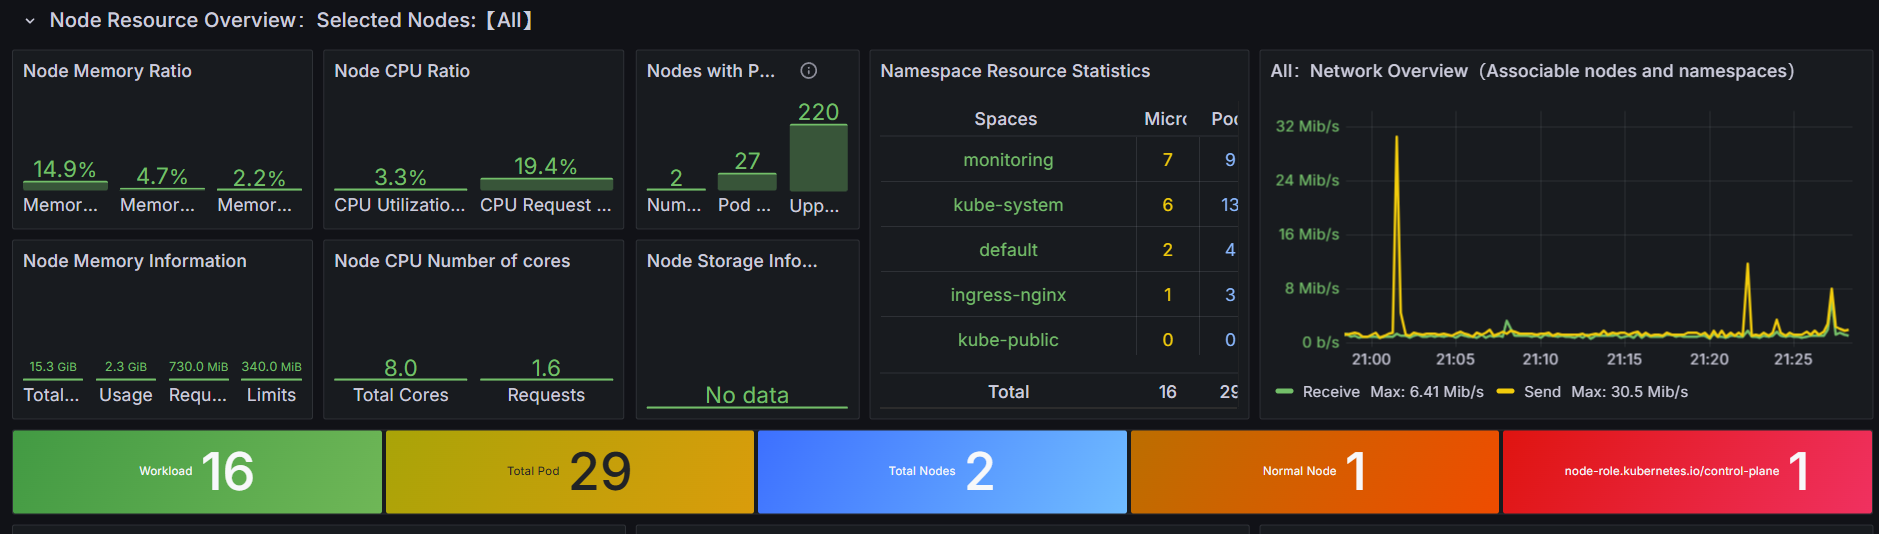 Node Resource Overview：Selected Nodes:【All】
Node Memory Ratio
14.9%
4.7%
2.2%
Memor...
Memor...
Memor...
Node CPU Ratio
3.3%
19.4%
CPU Utilizatio...
CPU Request ...
Nodes with P...
2
27
220
Num...
Pod ...
Upp...
Node Memory Information
15.3 GiB
2.3 GiB
730.0 MiB
340.0 MiB
Total...
Usage
Requ...
Limits
Node CPU Number of cores
8.0
1.6
Total Cores
Requests
Node Storage Info...
No data
Namespace Resource Statistics
Spaces Micro Poc
monitoring 7 9
kube-system 6 13
default 2 4
ingress-nginx 1 3
kube-public 0 0
Total 16 29
All：Network Overview（Associable nodes and namespaces）
32 Mib/s
24 Mib/s
16 Mib/s
8 Mib/s
0 b/s
21:00 21:05 21:10 21:15 21:20 21:25
Receive Max: 6.41 Mib/s Send Max: 30.5 Mib/s
Workload 16
Total Pod 29
Total Nodes 2
Normal Node 1
node-role.kubernetes.io/control-plane 1